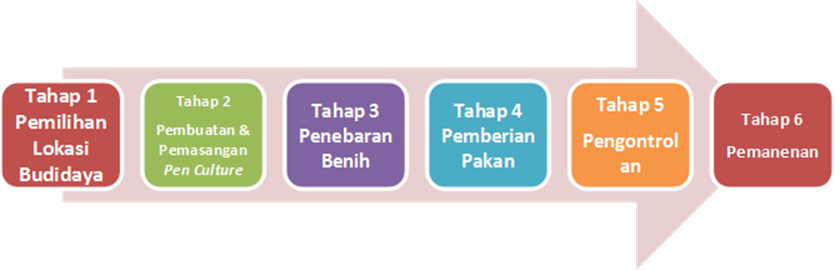 Tahap 1
Pemilihan
Lokasi
Budidaya
Tahap 2
Pembuatan &
Pemasangan
Pen Culture
Tahap 3
Penebaran
Benih
Tahap 4
Pemberian
Pakan
Tahap 5
Pengontrol
an
Tahap 6
Pemanenan